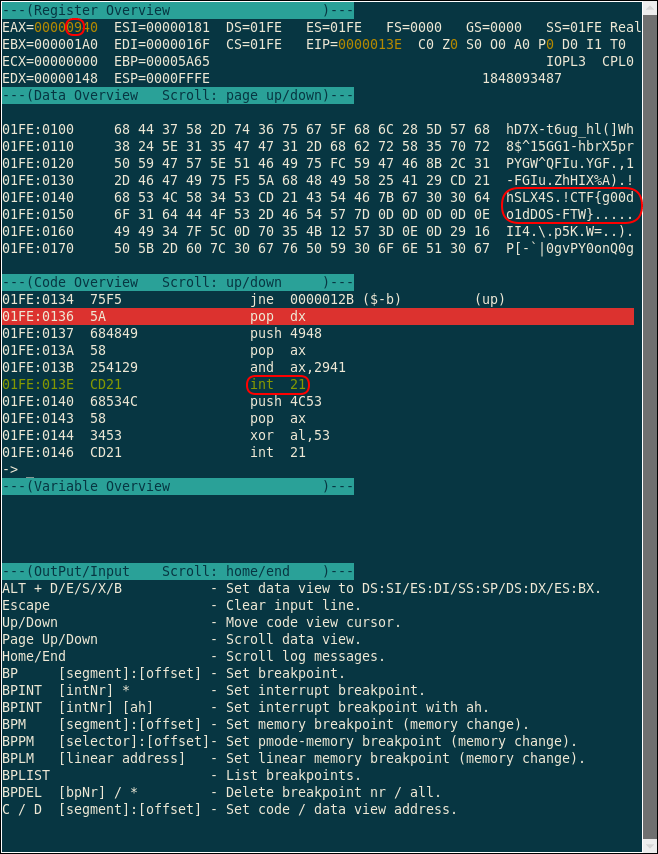 ---(Register Overview                   )---
EAX=00000940  ESI=00000181  DS=01FE   ES=01FE   FS=0000   GS=0000   SS=01FE Real
EBX=000001A0  EDI=0000016F  CS=01FE   EIP=0000013E  C0 Z0 S0 O0 A0 P0 D0 I1 T0
ECX=00000000  EBP=00005A65                                          IOPL3  CPL0
EDX=00000148  ESP=0000FFFE                                  1848093487
---(Data Overview   Scroll: page up/down)---
01FE:0100     68 44 37 58 2D 74 36 75 67 5F 68 6C 28 5D 57 68  hD7X-t6ug_hl(]Wh
01FE:0110     38 24 5E 31 35 47 47 31 2D 68 62 72 58 35 70 72  8$^15GG1-hbrX5pr
01FE:0120     50 59 47 57 5E 51 46 49 75 FC 59 47 46 8B 2C 31  PYGW^QFIu.YGF.,1
01FE:0130     2D 46 47 49 75 F5 5A 68 48 49 58 25 41 29 CD 21  -FGIu.ZhHIX%A).!
01FE:0140     68 53 4C 58 34 53 CD 21 43 54 46 7B 67 30 30 64  hSLX4S.!CTF{g00d
01FE:0150     6F 31 64 44 4F 53 2D 46 54 57 7D 0D 0D 0D 0D 0E  o1dDOS-FTW}.....
01FE:0160     49 49 34 7F 5C 0D 70 35 4B 12 57 3D 0E 0D 29 16  II4.\.p5K.W=..).
01FE:0170     50 5B 2D 60 7C 30 67 76 50 59 30 6F 6E 51 30 67  P[-`|0gvPY0onQ0g
---(Code Overview   Scroll: up/down     )---
01FE:0134  75F5                jne  0000012B ($-b)         (up)
01FE:0136  5A                  pop  dx
01FE:0137  684849              push 4948
01FE:013A  58                  pop  ax
01FE:013B  254129              and  ax,2941
01FE:013E  CD21                int  21
01FE:0140  68534C              push 4C53
01FE:0143  58                  pop  ax
01FE:0144  3453                xor  al,53
01FE:0146  CD21                int  21
-> _
---(Variable Overview                   )---
---(OutPut/Input    Scroll: home/end    )---
ALT + D/E/S/X/B           - Set data view to DS:SI/ES:DI/SS:SP/DS:DX/ES:BX.
Escape                    - Clear input line.
Up/Down                   - Move code view cursor.
Page Up/Down              - Scroll data view.
Home/End                  - Scroll log messages.
BP     [segment]:[offset] - Set breakpoint.
BPINT  [intNr] *          - Set interrupt breakpoint.
BPINT  [intNr] [ah]       - Set interrupt breakpoint with ah.
BPM    [segment]:[offset] - Set memory breakpoint (memory change).
BPPM   [selector]:[offset]- Set pmode-memory breakpoint (memory change).
BPLM   [linear address]   - Set linear memory breakpoint (memory change).
BPLIST                    - List breakpoints.
BPDEL  [bpNr] / *         - Delete breakpoint nr / all.
C / D  [segment]:[offset] - Set code / data view address.